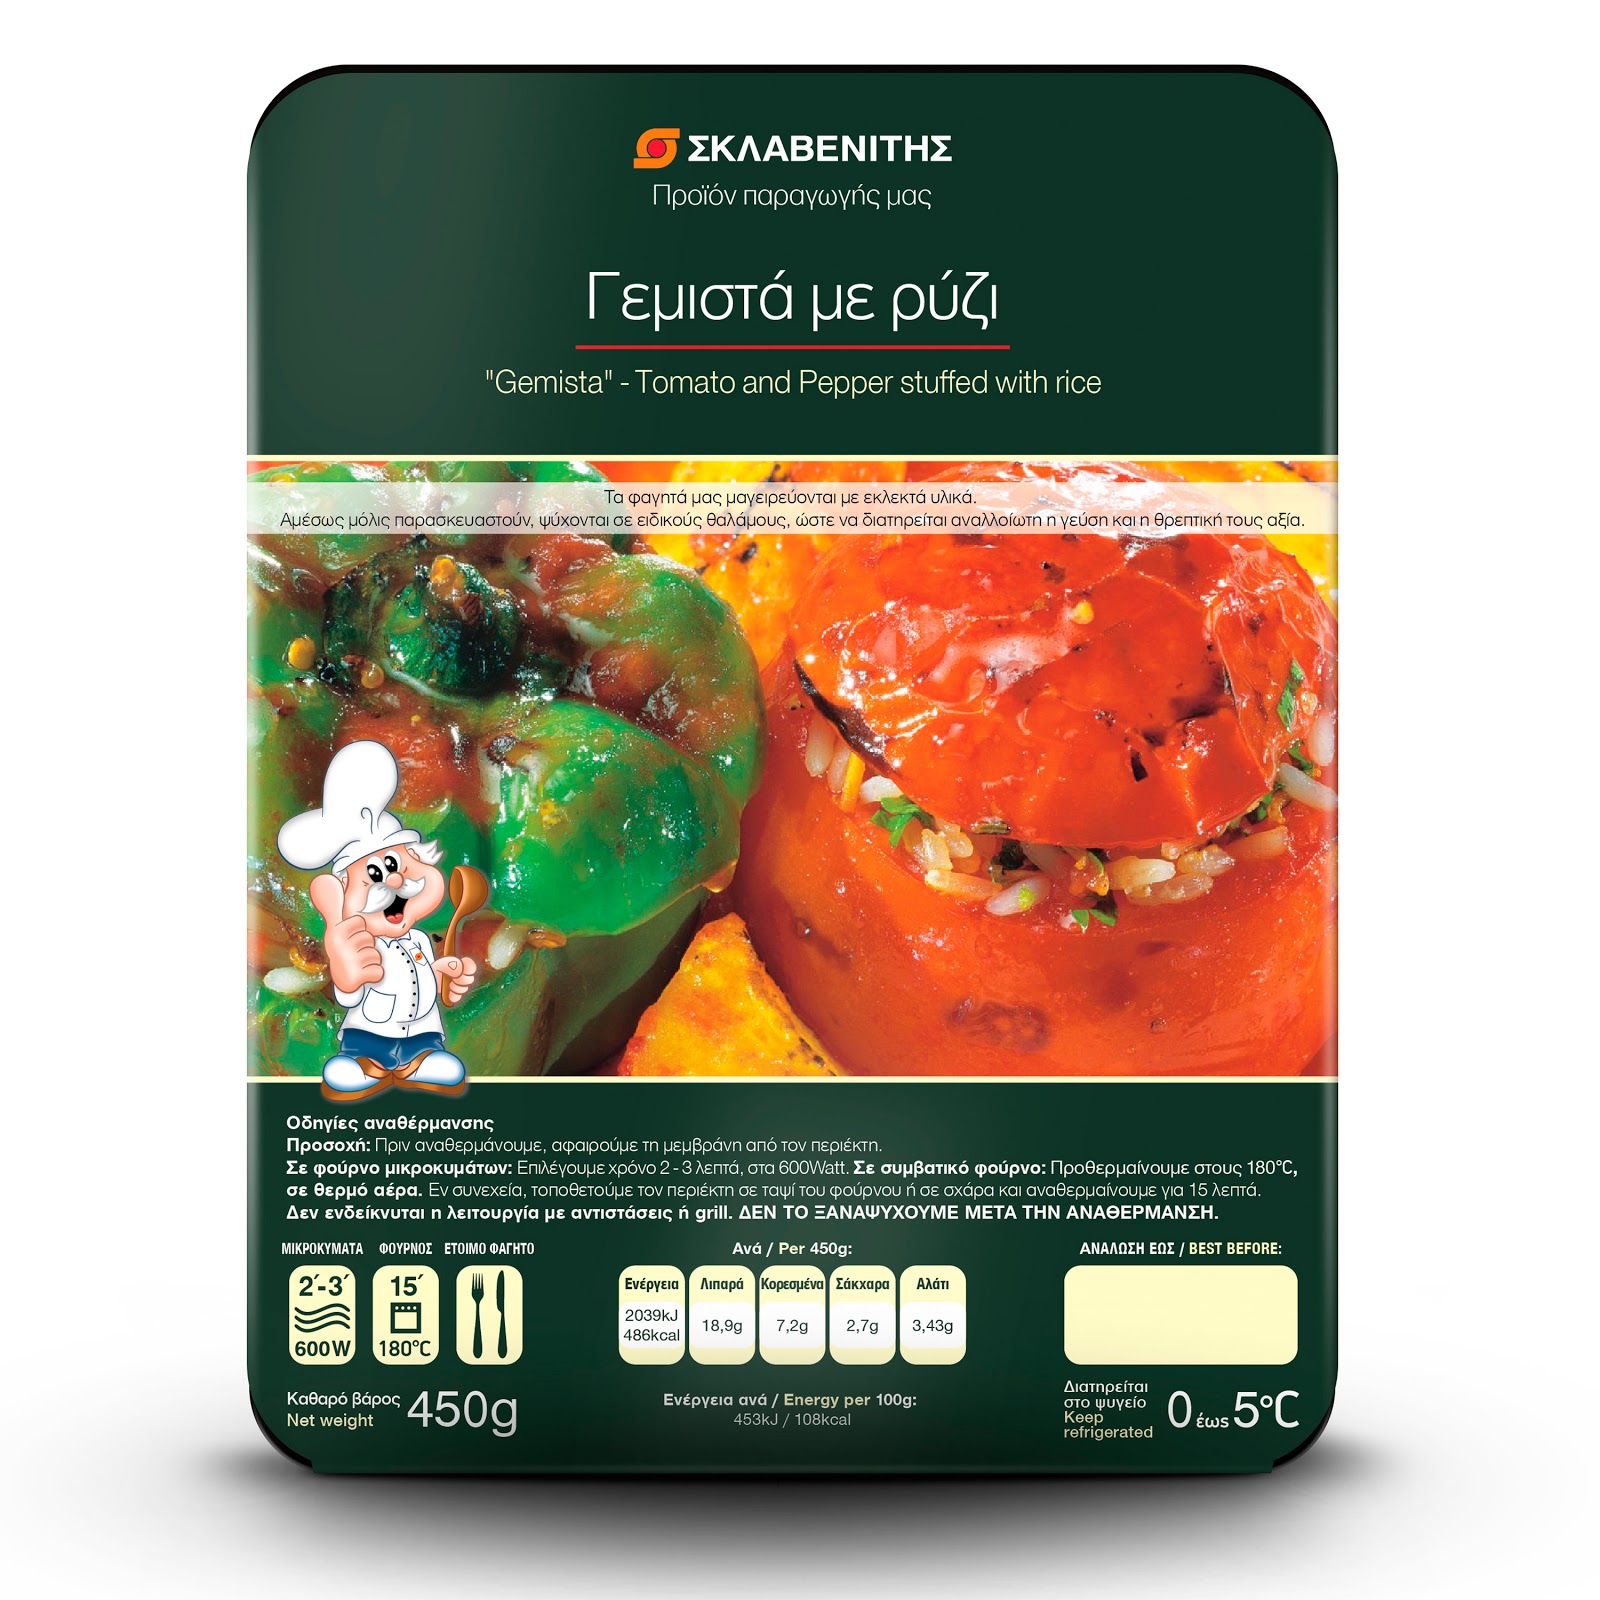 ΣΚΛΑΒΕΝΙΤΗΣ
Προϊόν παραγωγής μας
Γεμιστά με ρύζι
"Gemista" - Tomato and Pepper stuffed with rice
Τα φαγητά μας μαγειρεύονται με εκλεκτά υλικά.
Αμέσως μόλις παρασκευαστούν, ψύχονται σε ειδικούς θαλάμους, ώστε να διατηρείται αναλλοίωτη η γεύση και η θρεπτική τους αξία.
Οδηγίες αναθέρμανσης
Προσοχή: Πριν αναθερμάνουμε, αφαιρούμε τη μεμβράνη από τον περιέκτη.
Σε φούρνο μικροκυμάτων: Επιλέγουμε χρόνο 2 - 3 λεπτά, στα 600Watt. Σε συμβατικό φούρνο: Προθερμαίνουμε στους 180°C,
σε θερμό αέρα. Εν συνεχεία, τοποθετούμε τον περιέκτη σε ταψί του φούρνου ή σε σχάρα και αναθερμαίνουμε για 15 λεπτά.
Δεν ενδείκνυται η λειτουργία με αντιστάσεις ή grill. ΔΕΝ ΤΟ ΞΑΝΑΨΥΧΟΥΜΕ ΜΕΤΑ ΤΗΝ ΑΝΑΘΕΡΜΑΝΣΗ.
ΜΙΚΡΟΚΥΜΑΤΑ ΦΟΥΡΝΟΣ ΕΤΟΙΜΟ ΦΑΓΗΤΟ
2΄-3΄
600W
15΄
180°C
Ανά / Per 450g:
Ενέργεια Λιπαρά Κορεσμένα Σάκχαρα Αλάτι
2039kJ
486kcal
18,9g 7,2g 2,7g 3,43g
ΑΝΑΛΩΣΗ ΕΩΣ / BEST BEFORE:
Καθαρό βάρος
Net weight
450g
Ενέργεια ανά / Energy per 100g:
453kJ / 108kcal
Διατηρείται
στο ψυγείο
Keep
refrigerated
0 έως 5°C